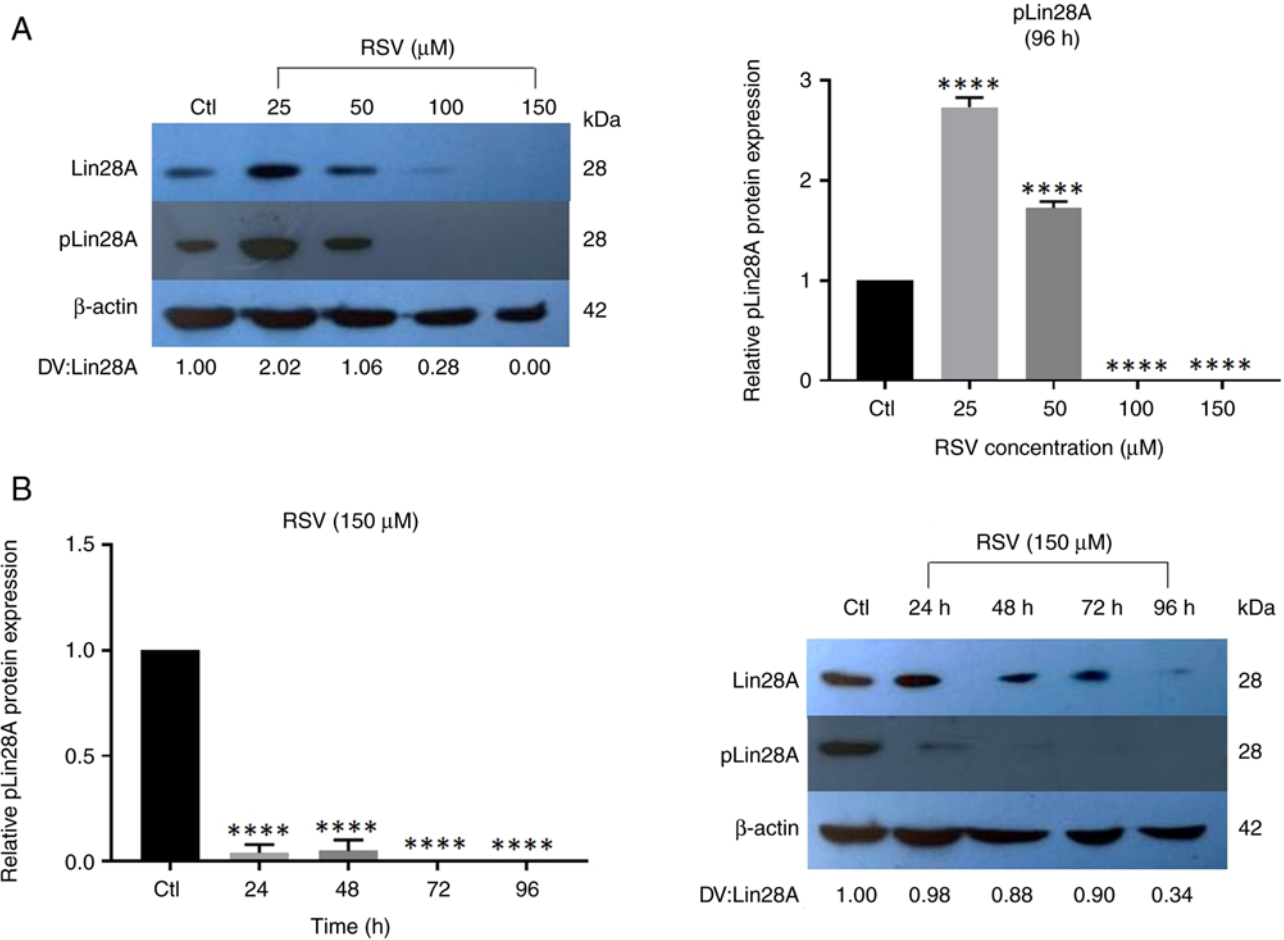 A
RSV (μM)
Ctl 25 50 100 150
kDa
Lin28A 28
pLin28A 28
β-actin 42
DV:Lin28A 1.00 2.02 1.06 0.28 0.00
pLin28A
(96 h)
Relative pLin28A protein expression
3
2
1
0
****
****
**** ****
Ctl 25 50 100 150
RSV concentration (μM)
B
RSV (150 μM)
Relative pLin28A protein expression
1.5
1.0
0.5
0.0
**** **** **** ****
Ctl 24 48 72 96
Time (h)
RSV (150 μM)
Ctl 24 h 48 h 72 h 96 h kDa
Lin28A 28
pLin28A 28
β-actin 42
DV:Lin28A 1.00 0.98 0.88 0.90 0.34